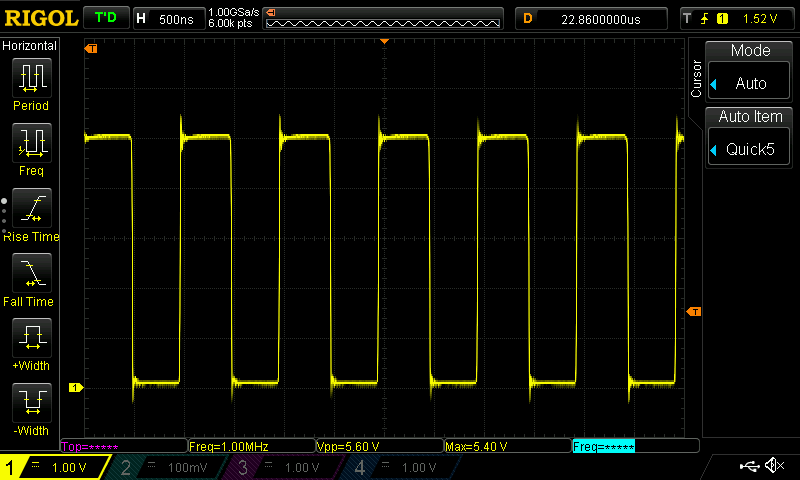 RIGOL T'D H 500ns 1.00GSa/s 6.00k pts D 22.8600000us T 1 1.52 V
Horizontal
Period
Freq
Rise Time
Fall Time
+Width
-Width
T
T
1
Cursor
Mode
Auto
Auto Item
Quick5
Top=***** Freq=1.00MHz Vpp=5.60 V Max=5.40 V Freq=*****
1 1.00 V 2 100mV 3 1.00 V 4 1.00 V